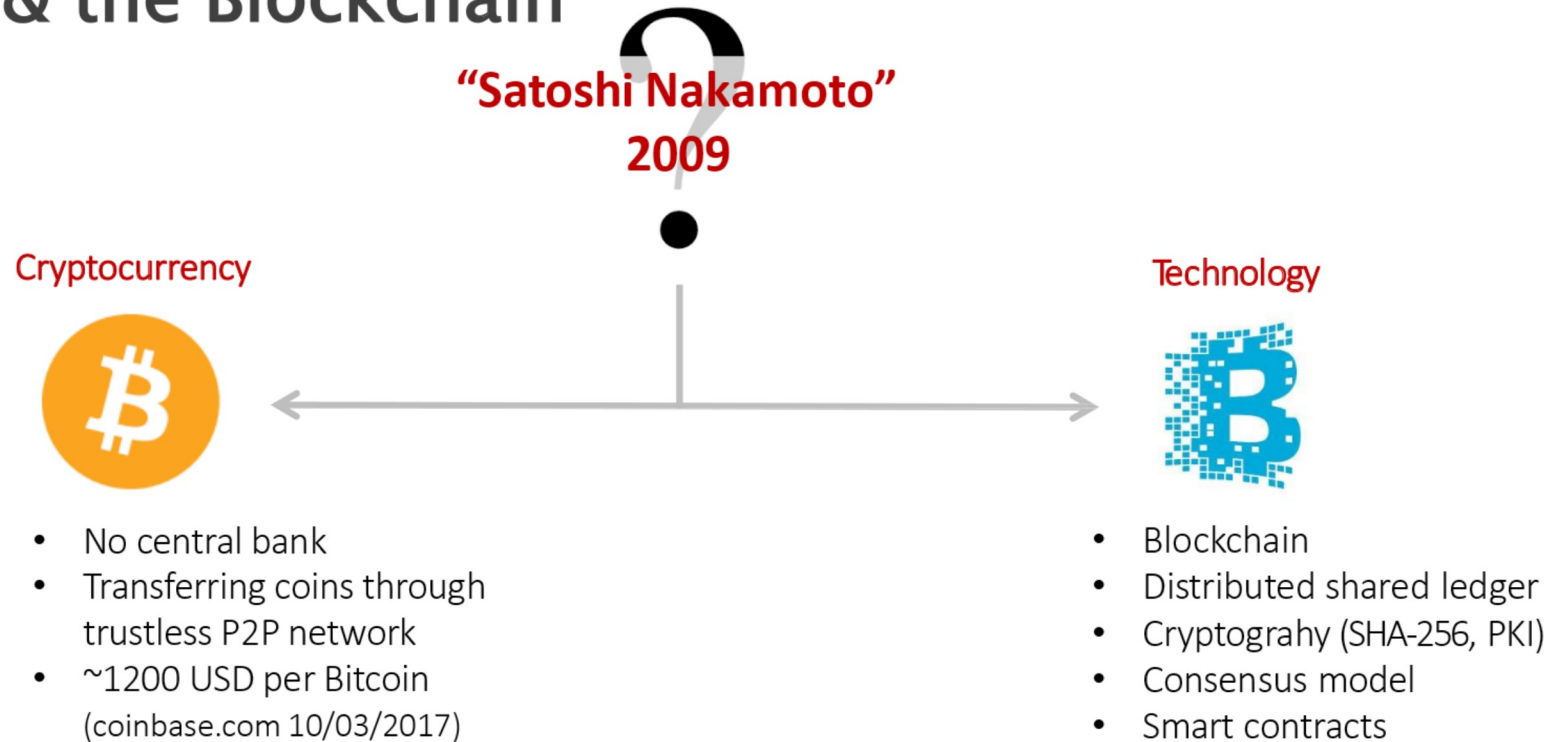 & the Blockchain
“Satoshi Nakamoto”
2009
Cryptocurrency
• No central bank
• Transferring coins through
trustless P2P network
• ~1200 USD per Bitcoin
(coinbase.com 10/03/2017)
Technology
• Blockchain
• Distributed shared ledger
• Cryptograhy (SHA-256, PKI)
• Consensus model
• Smart contracts